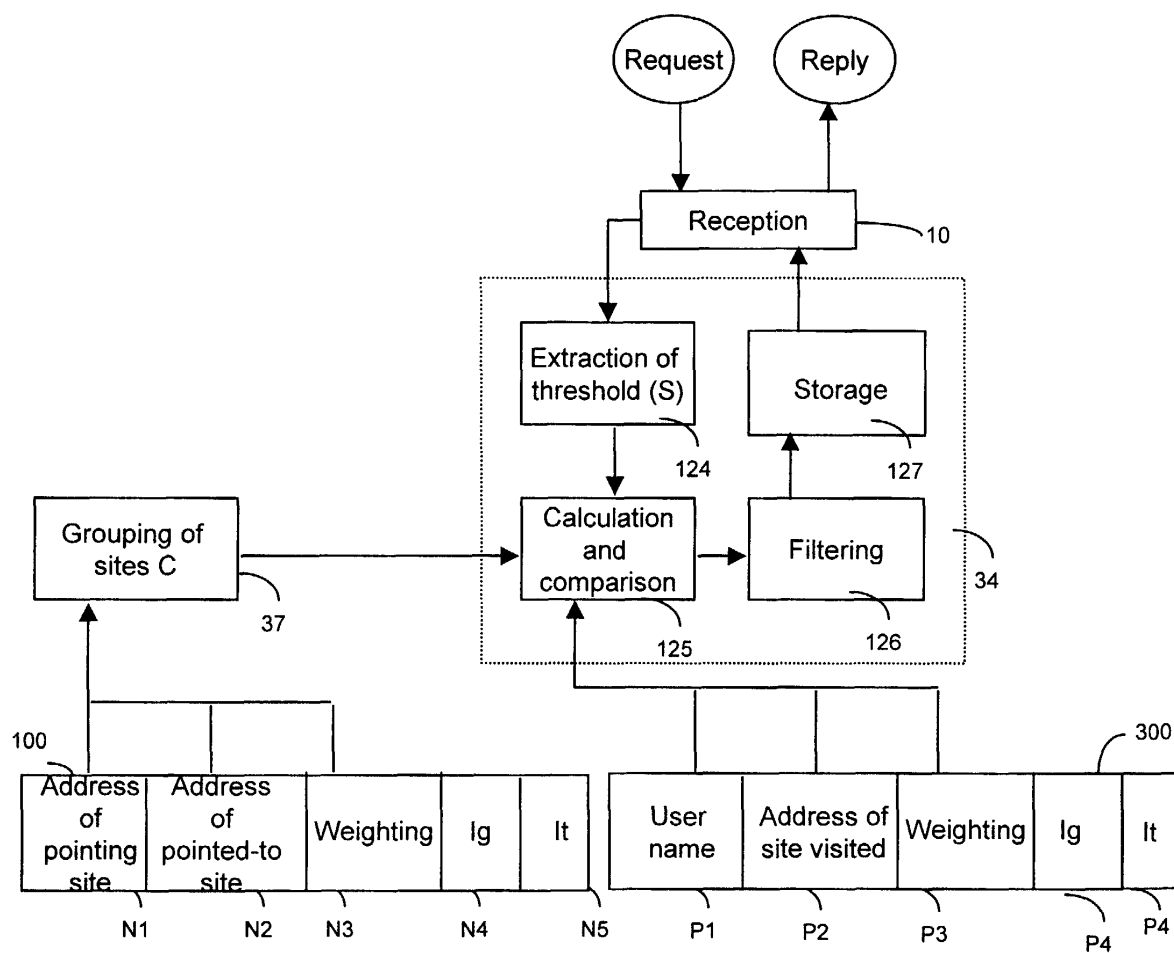 Request
Reply
Reception
10
Extraction of
threshold (S)
124
Storage
127
Grouping of
sites C
37
Calculation
and
comparison
125
Filtering
126
34
100
Address
of
pointing
site
Address
of
pointed-to
site
Weighting
Ig
It
N1
N2
N3
N4
N5
300
User
name
Address of
site visited
Weighting
Ig
It
P1
P2
P3
P4
P4